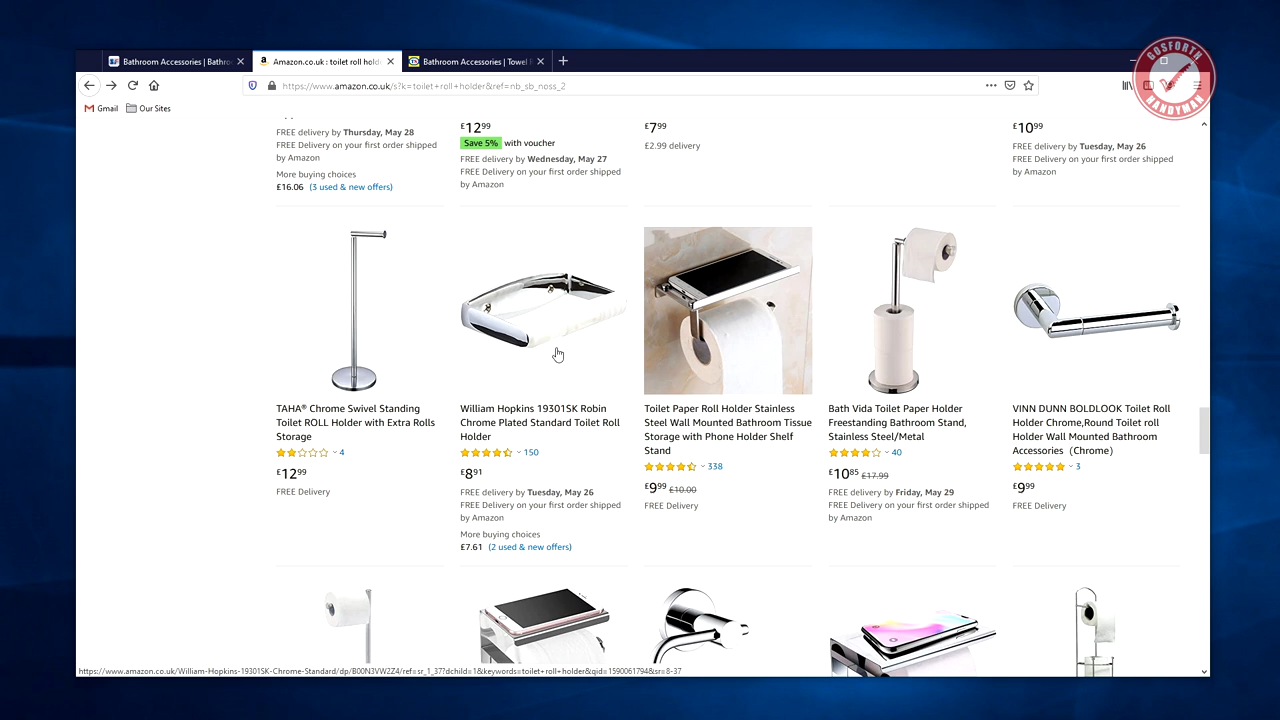 GOSFORTH
HANDYMAN
Bathroom Accessories | Bathro
Amazon.co.uk : toilet roll hold
Bathroom Accessories | Towel
https://www.amazon.co.uk/s?k=toilet+roll+holder&ref=nb_sb_noss_2
Gmail
Our Sites
FREE delivery by Thursday, May 28
FREE Delivery on your first order shipped
by Amazon
More buying choices
£16.06 (3 used & new offers)
£12.99
Save 5% with voucher
FREE delivery by Wednesday, May 27
FREE Delivery on your first order shipped
by Amazon
£7.99
£2.99 delivery
£10.99
FREE delivery by Tuesday, May 26
FREE Delivery on your first order shipped
by Amazon
TAHA® Chrome Swivel Standing
Toilet ROLL Holder with Extra Rolls
Storage
4
£12.99
FREE Delivery
William Hopkins 19301SK Robin
Chrome Plated Standard Toilet Roll
Holder
150
£8.91
FREE delivery by Tuesday, May 26
FREE Delivery on your first order shipped
by Amazon
More buying choices
£7.61 (2 used & new offers)
Toilet Paper Roll Holder Stainless
Steel Wall Mounted Bathroom Tissue
Storage with Phone Holder Shelf
Stand
338
£9.99 £10.00
FREE Delivery
Bath Vida Toilet Paper Holder
Freestanding Bathroom Stand,
Stainless Steel/Metal
40
£10.85 £17.99
FREE delivery by Friday, May 29
FREE Delivery on your first order shipped
by Amazon
VINN DUNN BOLDLOOK Toilet Roll
Holder Chrome,Round Toilet roll
Holder Wall Mounted Bathroom
Accessories（Chrome）
3
£9.99
FREE Delivery
https://www.amazon.co.uk/William-Hopkins-19301SK-Chrome-Standard/dp/B00N3VW2Z4/ref=sr_1_37?dchild=1&keywords=toilet+roll+holder&qid=1590061794&sr=8-37